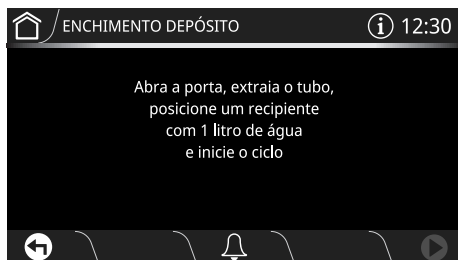 ENCHIMENTO DEPÓSITO
i 12:30
Abra a porta, extraia o tubo,
posicione um recipiente
com 1 litro de água
e inicie o ciclo